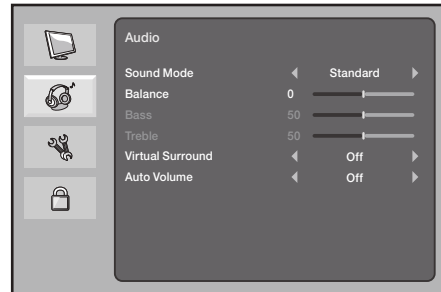 Audio
Sound Mode Standard
Balance 0
Bass 50
Treble 50
Virtual Surround Off
Auto Volume Off